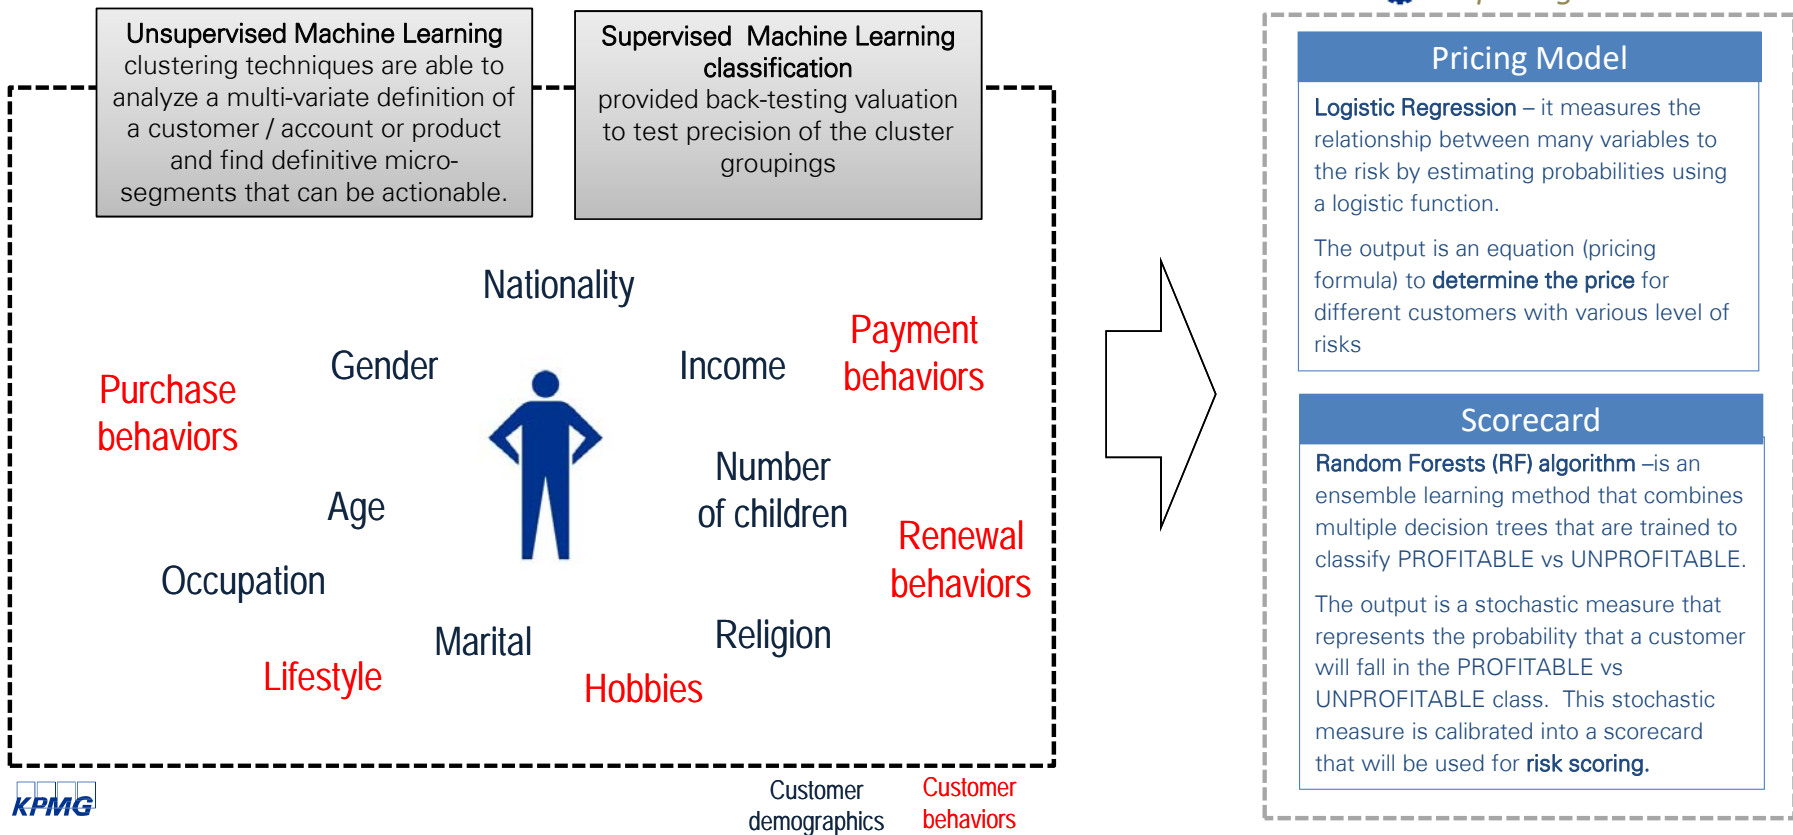 Unsupervised Machine Learning
clustering techniques are able to
analyze a multi-variate definition of
a customer / account or product
and find definitive micro-
segments that can be actionable.
Supervised  Machine Learning
classification
provided back-testing valuation
to test precision of the cluster
groupings
Nationality
Gender
Income
Payment
behaviors
Purchase
behaviors
Number
of children
Age
Renewal
behaviors
Occupation
Marital
Religion
Lifestyle
Hobbies
KPMG
Customer
demographics
Customer
behaviors
Pricing Model
Logistic Regression – it measures the
relationship between many variables to
the risk by estimating probabilities using
a logistic function.
The output is an equation (pricing
formula) to determine the price for
different customers with various level of
risks
Scorecard
Random Forests (RF) algorithm –is an
ensemble learning method that combines
multiple decision trees that are trained to
classify PROFITABLE vs UNPROFITABLE.
The output is a stochastic measure that
represents the probability that a customer
will fall in the PROFITABLE vs
UNPROFITABLE class.  This stochastic
measure is calibrated into a scorecard
that will be used for risk scoring.